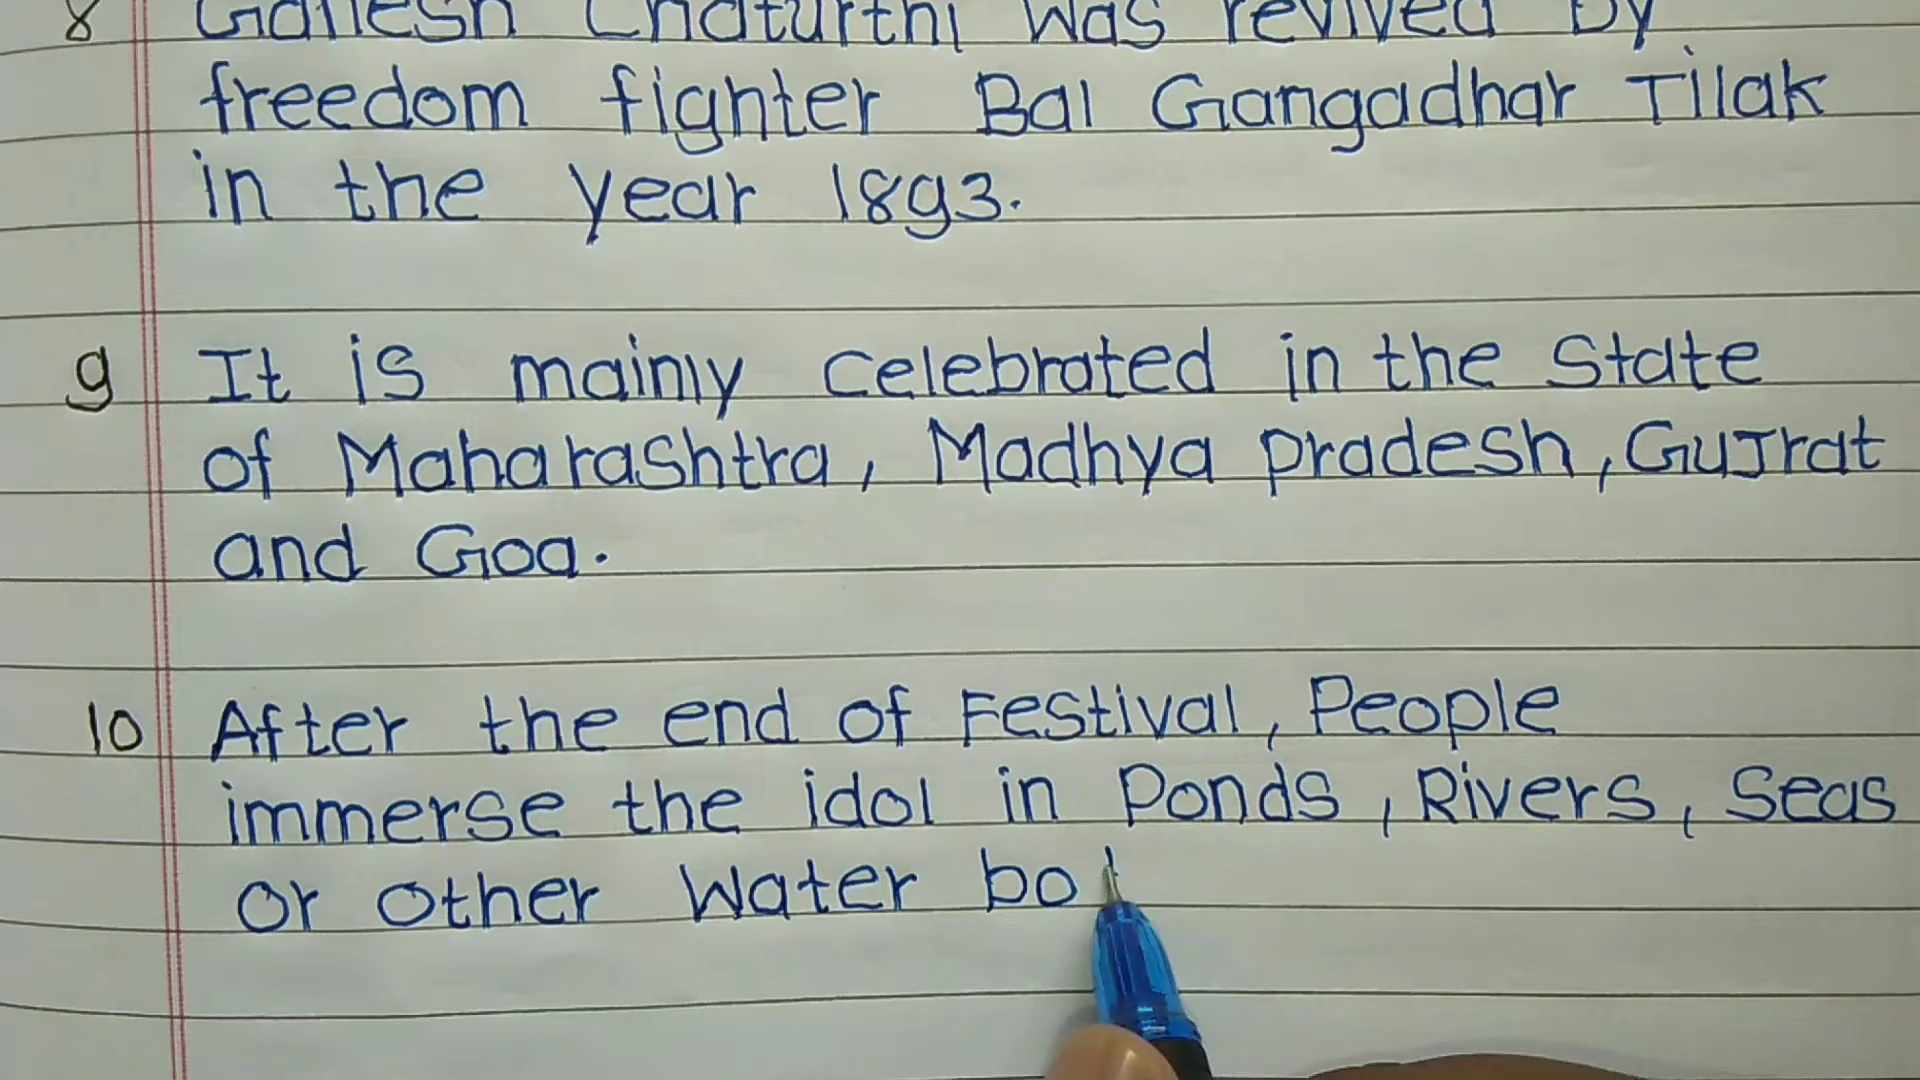 8 Ganesh Chaturthi was revived by
freedom fighter Bal Gangadhar Tilak
in the year 1893.
9 It is mainly celebrated in the State
of Maharashtra, Madhya pradesh, GuJrat
and Goa.
10 After the end of Festival, People
immerse the idol in Ponds, Rivers, Seas
or other Water bo